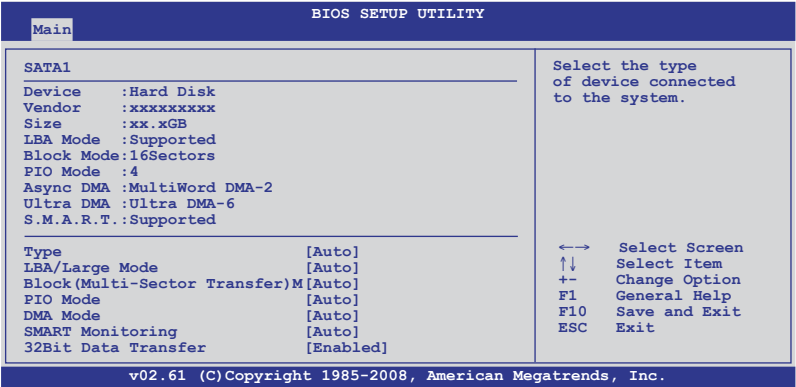 BIOS SETUP UTILITY
Main
SATA1
Device :Hard Disk
Vendor :xxxxxxxxx
Size :xx.xGB
LBA Mode :Supported
Block Mode:16Sectors
PIO Mode :4
Async DMA :MultiWord DMA-2
Ultra DMA :Ultra DMA-6
S.M.A.R.T.:Supported
Type [Auto]
LBA/Large Mode [Auto]
Block(Multi-Sector Transfer)M[Auto]
PIO Mode [Auto]
DMA Mode [Auto]
SMART Monitoring [Auto]
32Bit Data Transfer [Enabled]
Select the type
of device connected
to the system.
←→ Select Screen
↑↓ Select Item
+- Change Option
F1 General Help
F10 Save and Exit
ESC Exit
v02.61 (C)Copyright 1985-2008, American Megatrends, Inc.